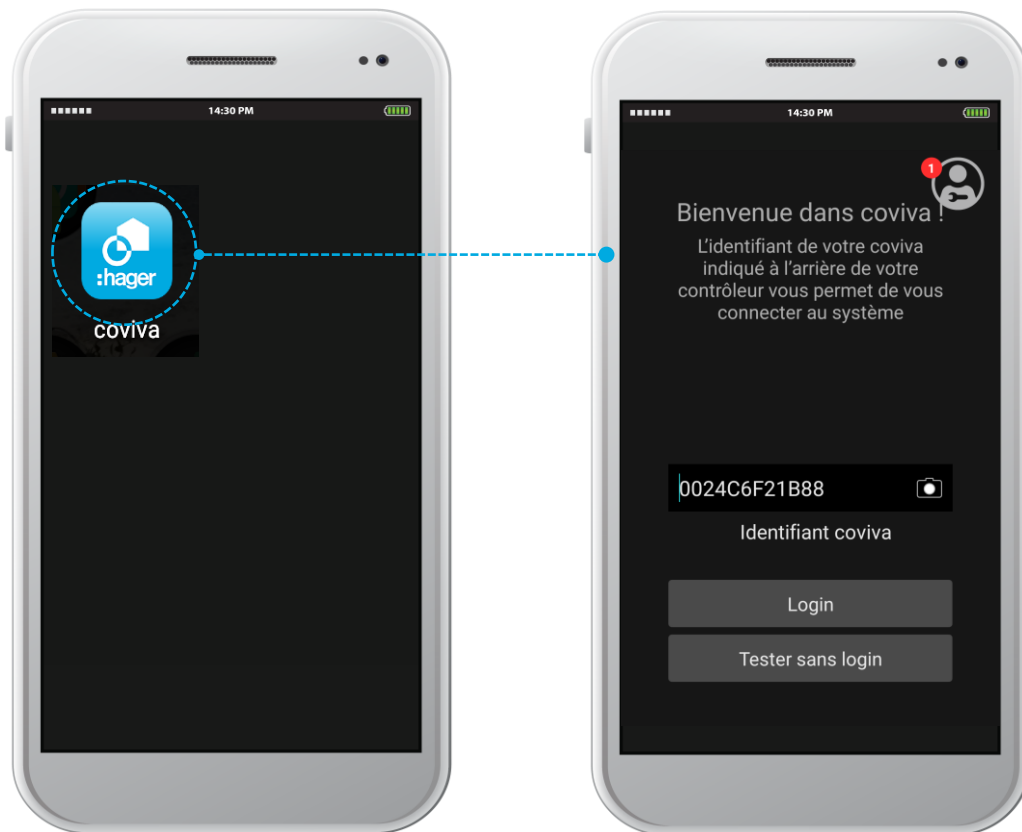 14:30 PM
:hager
coviva
14:30 PM
1
Bienvenue dans coviva !
L'identifiant de votre coviva
indiqué à l'arrière de votre
contrôleur vous permet de vous
connecter au système
0024C6F21B88
Identifiant coviva
Login
Tester sans login